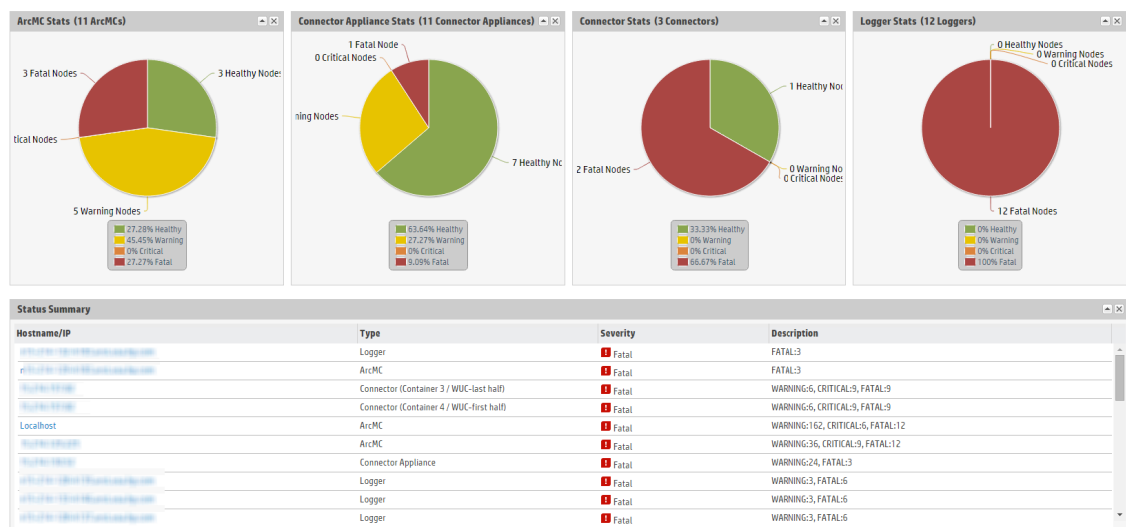 ArcMC Stats (11 ArcMCs)
3 Fatal Nodes
3 Healthy Nodes
tical Nodes
5 Warning Nodes
27.28% Healthy
45.45% Warning
0% Critical
27.27% Fatal
Connector Appliance Stats (11 Connector Appliances)
1 Fatal Node
0 Critical Nodes
ning Nodes
7 Healthy Nc
63.64% Healthy
27.27% Warning
0% Critical
9.09% Fatal
Connector Stats (3 Connectors)
1 Healthy Nod
2 Fatal Nodes
0 Warning No
0 Critical Nodes
33.33% Healthy
0% Warning
0% Critical
66.67% Fatal
Logger Stats (12 Loggers)
0 Healthy Nodes
0 Warning Nodes
0 Critical Nodes
12 Fatal Nodes
0% Healthy
0% Warning
0% Critical
100% Fatal
Status Summary
Hostname/IP Type Severity Description
Logger Fatal FATAL:3
ArcMC Fatal FATAL:3
Connector (Container 3 / WUC-last half) Fatal WARNING:6, CRITICAL:9, FATAL:9
Connector (Container 4 / WUC-first half) Fatal WARNING:6, CRITICAL:9, FATAL:9
Localhost ArcMC Fatal WARNING:162, CRITICAL:6, FATAL:12
ArcMC Fatal WARNING:36, CRITICAL:9, FATAL:12
Connector Appliance Fatal WARNING:24, FATAL:3
Logger Fatal WARNING:3, FATAL:6
Logger Fatal WARNING:3, FATAL:6
Logger Fatal WARNING:3, FATAL:6